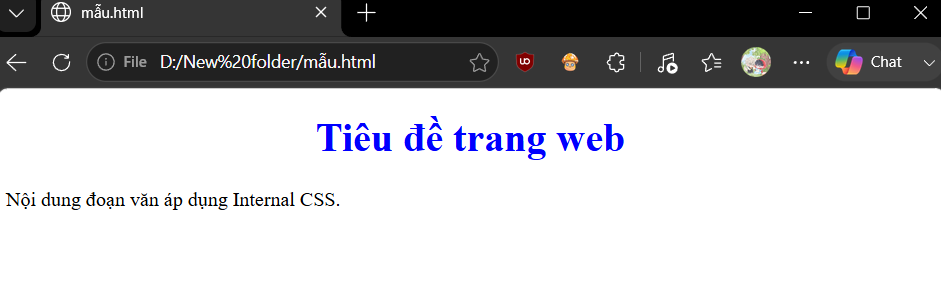 mẫu.html
File D:/New%20folder/mẫu.html
Chat
Tiêu đề trang web
Nội dung đoạn văn áp dụng Internal CSS.